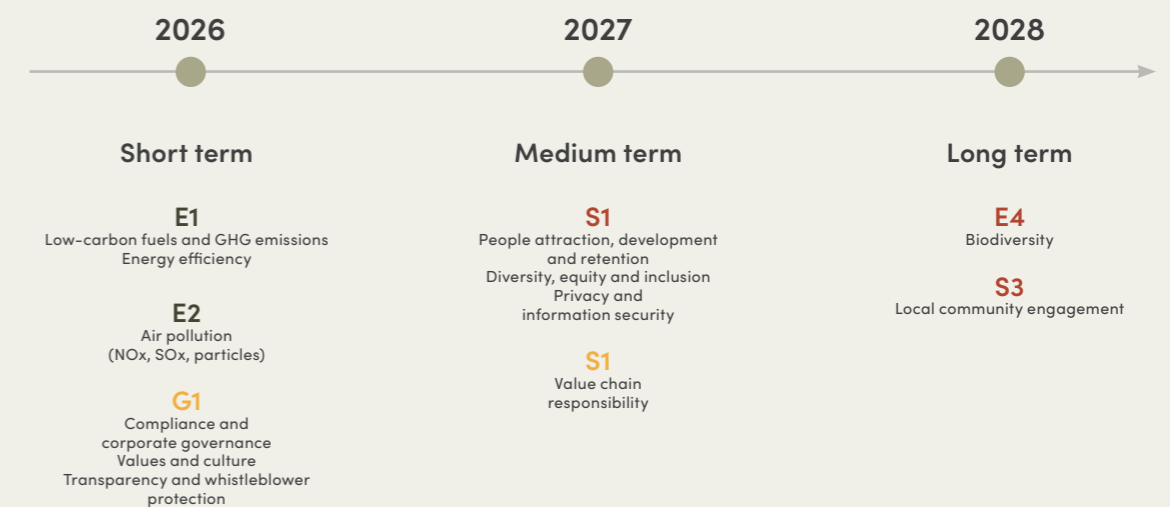 2026
2027
2028
Short term
Medium term
Long term
E1
Low-carbon fuels and GHG emissions
Energy efficiency
E2
Air pollution
(NOx, SOx, particles)
G1
Compliance and
corporate governance
Values and culture
Transparency and whistleblower
protection
S1
People attraction, development
and retention
Diversity, equity and inclusion
Privacy and
information security
S1
Value chain
responsibility
E4
Biodiversity
S3
Local community engagement